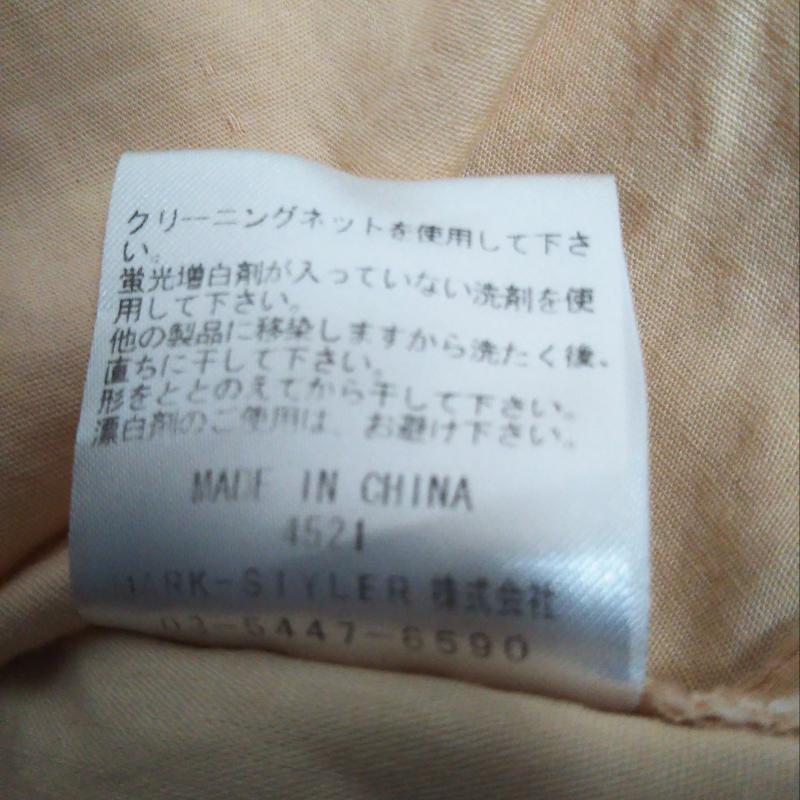 クリーニングネットを使用して下さ
い。
蛍光増白剤が入っていない洗剤を使
用して下さい。
他の製品に移染しますから洗たく後、
直ちに干して下さい。
形をととのえてから干して下さい。
漂白剤のご使用は、お避け下さい。
MADE IN CHINA
4521
MARK-STYLER 株式会社
03-5447-6590